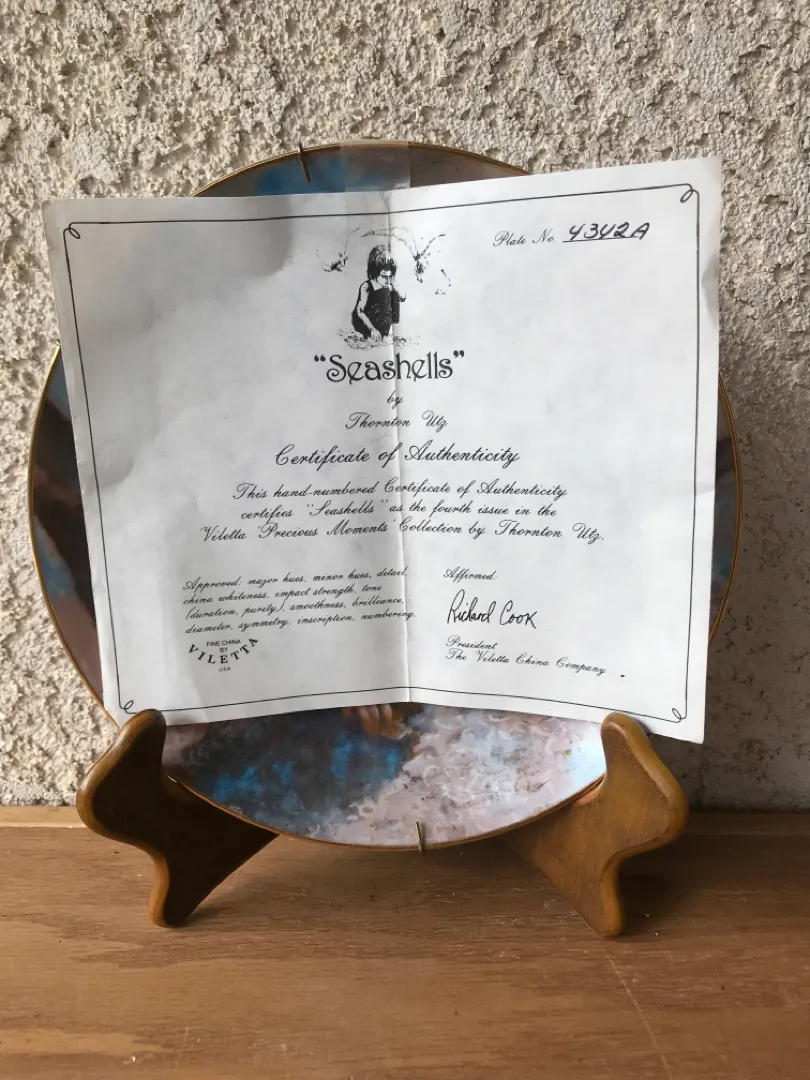 Plate No. 4342A
"Seashells"
by
Thornton Utz
Certificate of Authenticity
This hand-numbered Certificate of Authenticity
certifies "Seashells" as the fourth issue in the
Viletta 'Precious Moments' Collection by Thornton Utz.
Approved: major hues, minor hues, detail,
china whiteness, impact strength, tone
(duration, purity), smoothness, brilliance,
diameter, symmetry, inscription, numbering.
FINE CHINA
BY
VILETTA
USA
Affirmed:
Richard Cook
President
The Viletta China Company